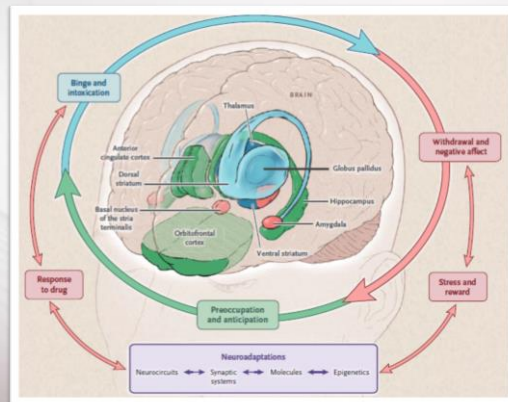 Binge and
intoxication
Thalamus
BRAIN
Anterior
cingulate cortex
Dorsal
striatum
Basal nucleus
of the stria
terminalis
Orbitofrontal
cortex
Globus pallidus
Hippocampus
Amygdala
Ventral striatum
Withdrawal and
negative affect
Response
to drug
Preoccupation
and anticipation
Stress and
reward
Neuroadaptations
Neurocircuits
Synaptic
systems
Molecules
Epigenetics